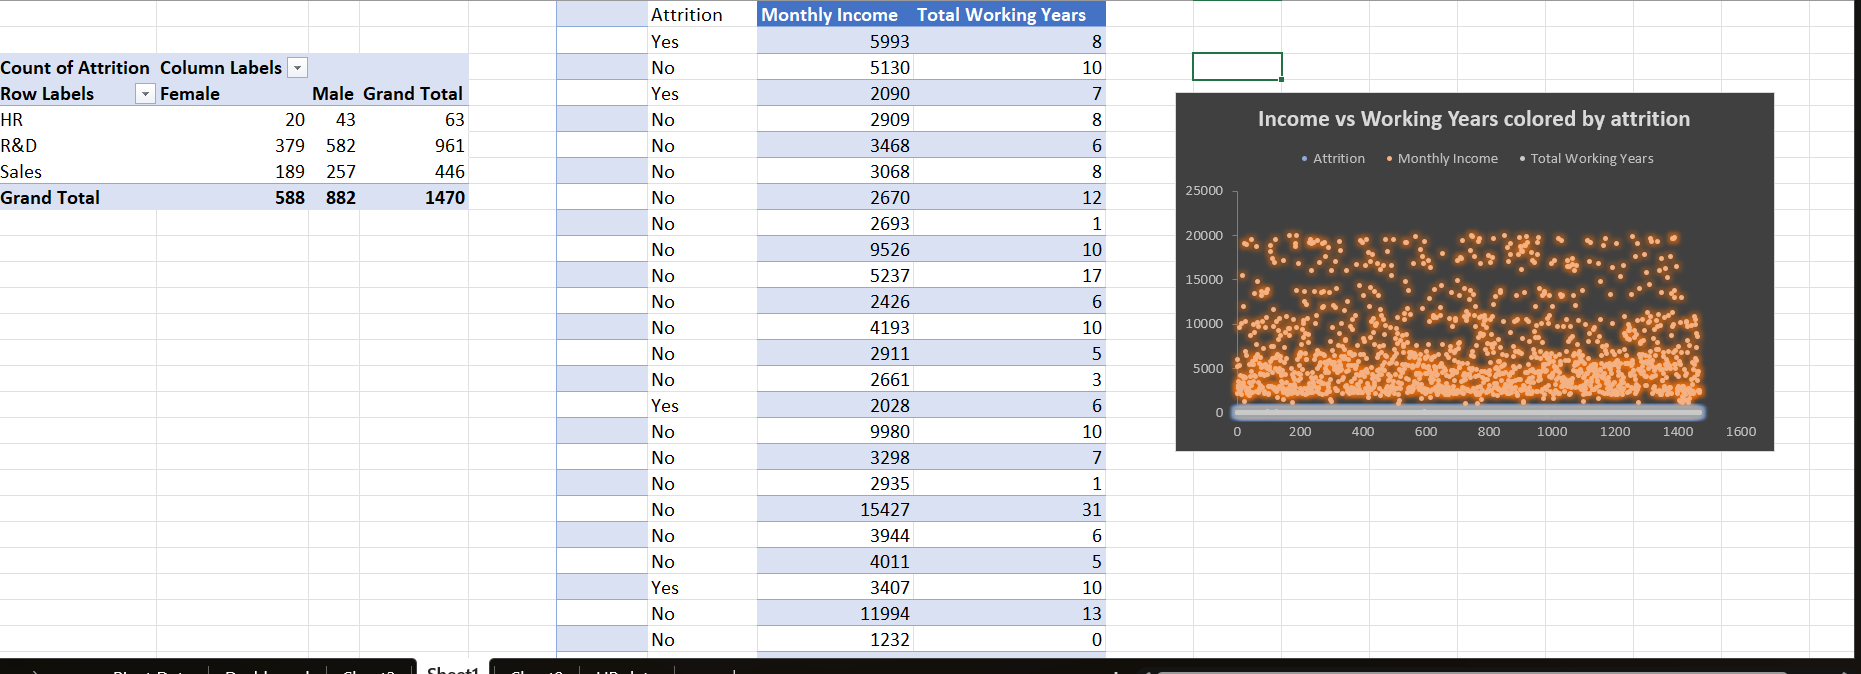 Count of Attrition Column Labels
Row Labels Female Male Grand Total
HR 20 43 63
R&D 379 582 961
Sales 189 257 446
Grand Total 588 882 1470
Attrition Monthly Income Total Working Years
Yes 5993 8
No 5130 10
Yes 2090 7
No 2909 8
No 3468 6
No 3068 8
No 2670 12
No 2693 1
No 9526 10
No 5237 17
No 2426 6
No 4193 10
No 2911 5
No 2661 3
Yes 2028 6
No 9980 10
No 3298 7
No 2935 1
No 15427 31
No 3944 6
No 4011 5
Yes 3407 10
No 11994 13
No 1232 0
Income vs Working Years colored by attrition
Attrition Monthly Income Total Working Years
25000
20000
15000
10000
5000
0
0 200 400 600 800 1000 1200 1400 1600
Sheet1